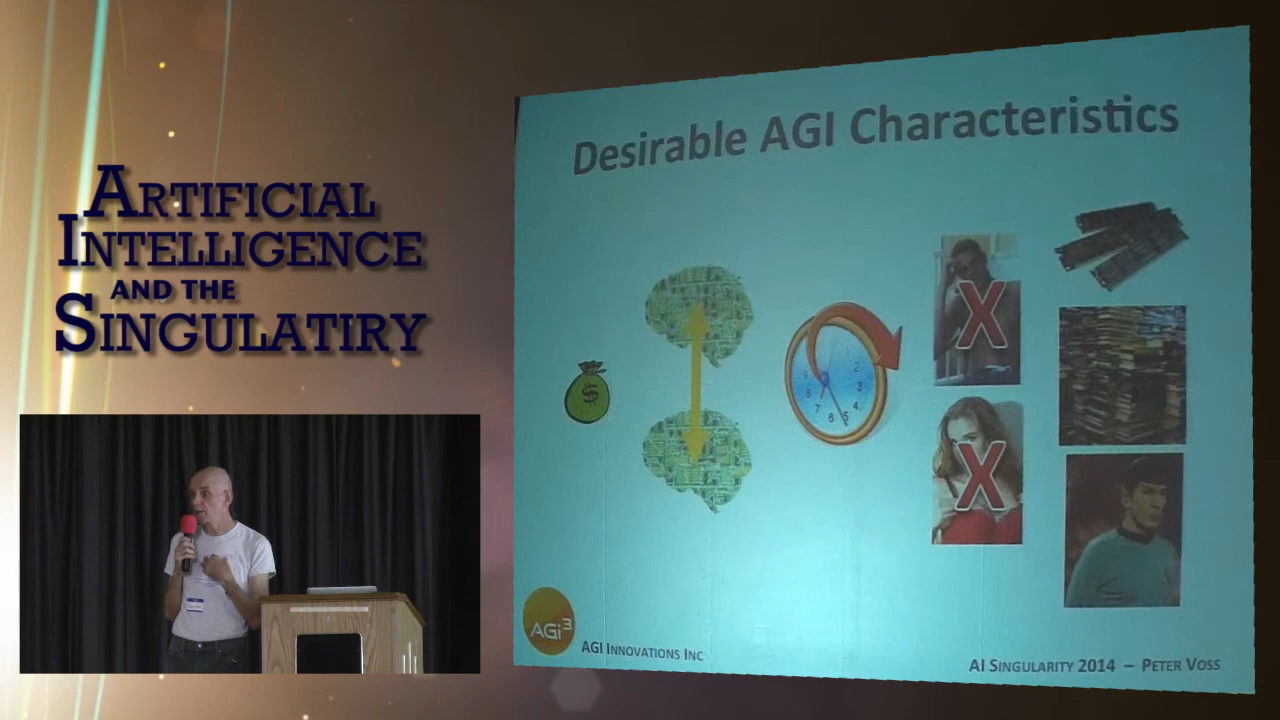 ARTIFICIAL
INTELLIGENCE
AND THE
SINGULATIRY
Desirable AGI Characteristics
$
X
X
AGi3
AGI INNOVATIONS INC
AI SINGULARITY 2014 – PETER VOSS